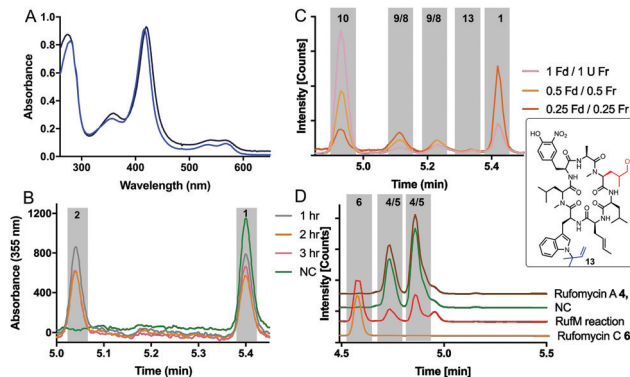 A
Absorbance
1.0
0.8
0.6
0.4
0.2
0.0
300
400
500
600
Wavelength (nm)
B
Absorbance (355 nm)
1200
800
400
0
2
1
1 hr
2 hr
3 hr
NC
5.0
5.1
5.2
5.3
5.4
Time (min)
C
Intensity [Counts]
10
9/8
9/8
13
1
1 Fd / 1 U Fr
0.5 Fd / 0.5 Fr
0.25 Fd / 0.25 Fr
5.0
5.2
5.4
Time (min)
D
Intensity [Counts]
6
4/5
4/5
Rufomycin A 4,
NC
RufM reaction
Rufomycin C 6
4.5
5.0
5.5
Time [min]
OH
NO₂
O
NH
HN
N
13